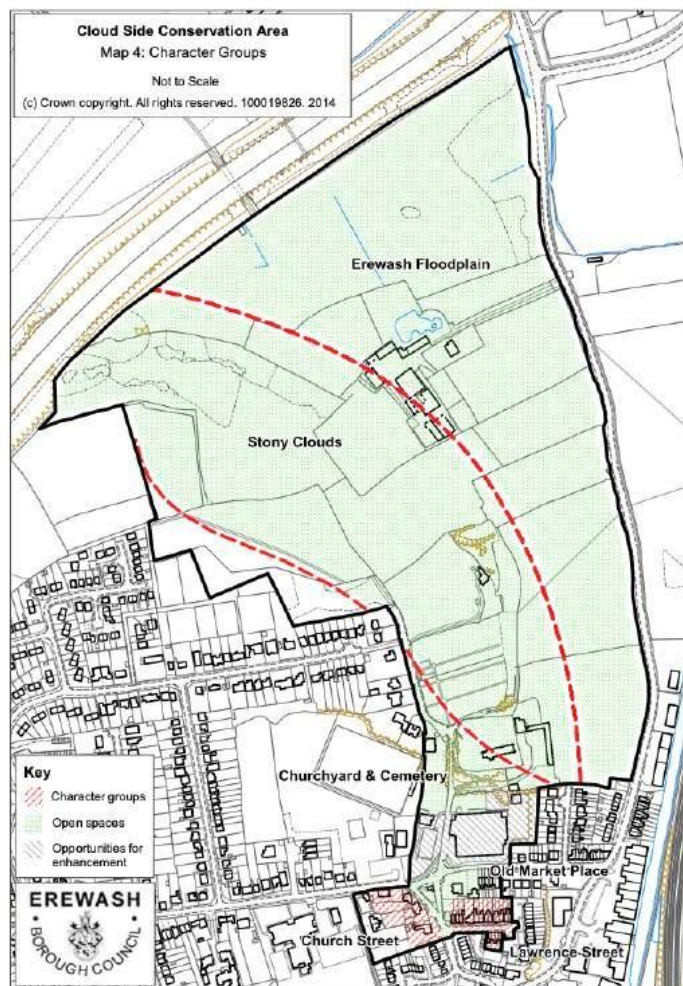 Cloud Side Conservation Area
Map 4: Character Groups
Not to Scale
(c) Crown copyright. All rights reserved. 100019826. 2014
Erewash Floodplain
Stony Clouds
Churchyard & Cemetery
Old Market Place
Church Street
Lawrence Street
Key
Character groups
Open spaces
Opportunities for
enhancement
EREWASH
BOROUGH COUNCIL